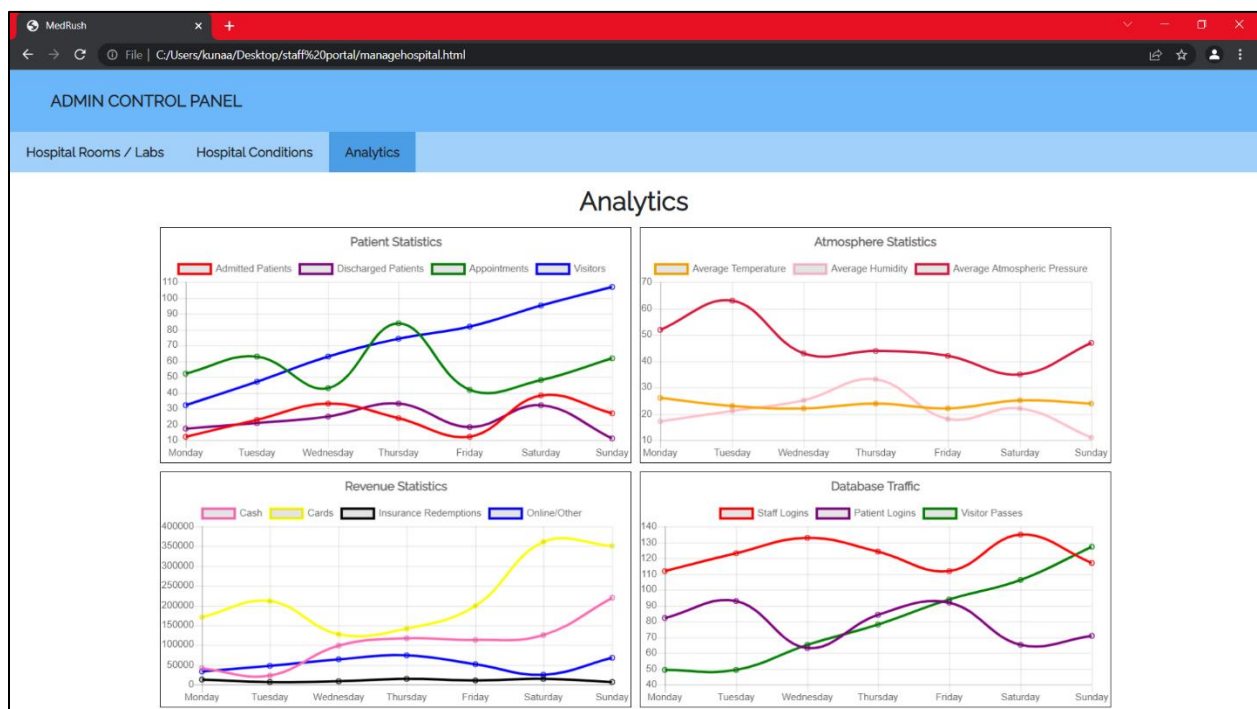 MedRush
File | C:/Users/kunaa/Desktop/staff%20portal/managehospital.html
ADMIN CONTROL PANEL
Hospital Rooms / Labs Hospital Conditions Analytics
Analytics
Patient Statistics
Admitted Patients Discharged Patients Appointments Visitors
110
100
90
80
70
60
50
40
30
20
10
Monday Tuesday Wednesday Thursday Friday Saturday Sunday
Atmosphere Statistics
Average Temperature Average Humidity Average Atmospheric Pressure
70
60
50
40
30
20
10
Monday Tuesday Wednesday Thursday Friday Saturday Sunday
Revenue Statistics
Cash Cards Insurance Redemptions Online/Other
400000
350000
300000
250000
200000
150000
100000
50000
0
Monday Tuesday Wednesday Thursday Friday Saturday Sunday
Database Traffic
Staff Logins Patient Logins Visitor Passes
140
130
120
110
100
90
80
70
60
50
40
Monday Tuesday Wednesday Thursday Friday Saturday Sunday